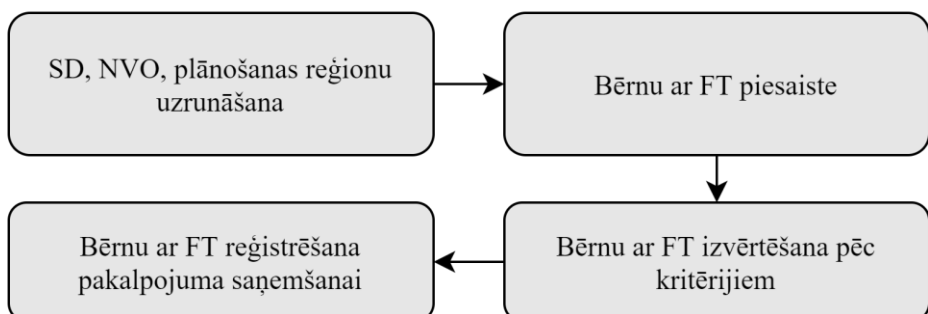 SD, NVO, plānošanas reģionu
uzrunāšana
Bērnu ar FT piesaiste
Bērnu ar FT izvērtēšana pēc
kritērijiem
Bērnu ar FT reģistrēšana
pakalpojuma saņemšanai